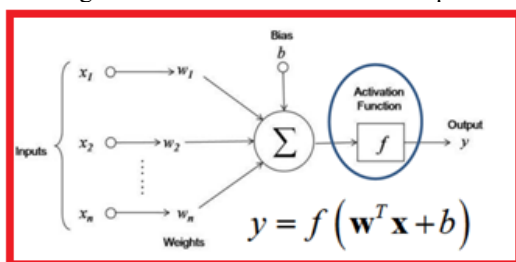 Bias
b
x₁ w₁
Activation
Function
Output
Inputs x₂ w₂ Σ f y
xₙ wₙ
Weights
y = f(wᵀx + b)